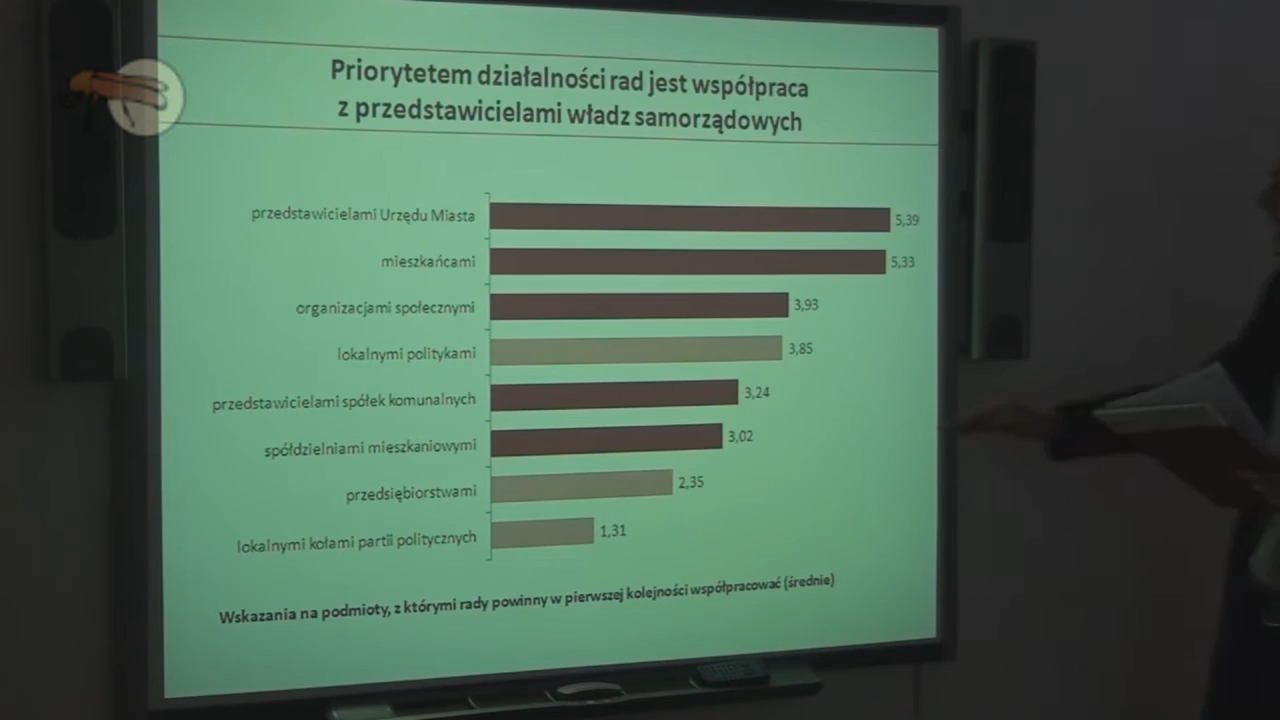 Priorytetem działalności rad jest współpraca
z przedstawicielami władz samorządowych
przedstawicielami Urzędu Miasta 5,39
mieszkańcami 5,33
organizacjami społecznymi 3,93
lokalnymi politykami 3,85
przedstawicielami spółek komunalnych 3,24
spółdzielniami mieszkaniowymi 3,02
przedsiębiorstwami 2,35
lokalnymi kołami partii politycznych 1,31
Wskazania na podmioty, z którymi rady powinny w pierwszej kolejności współpracować (średnie)